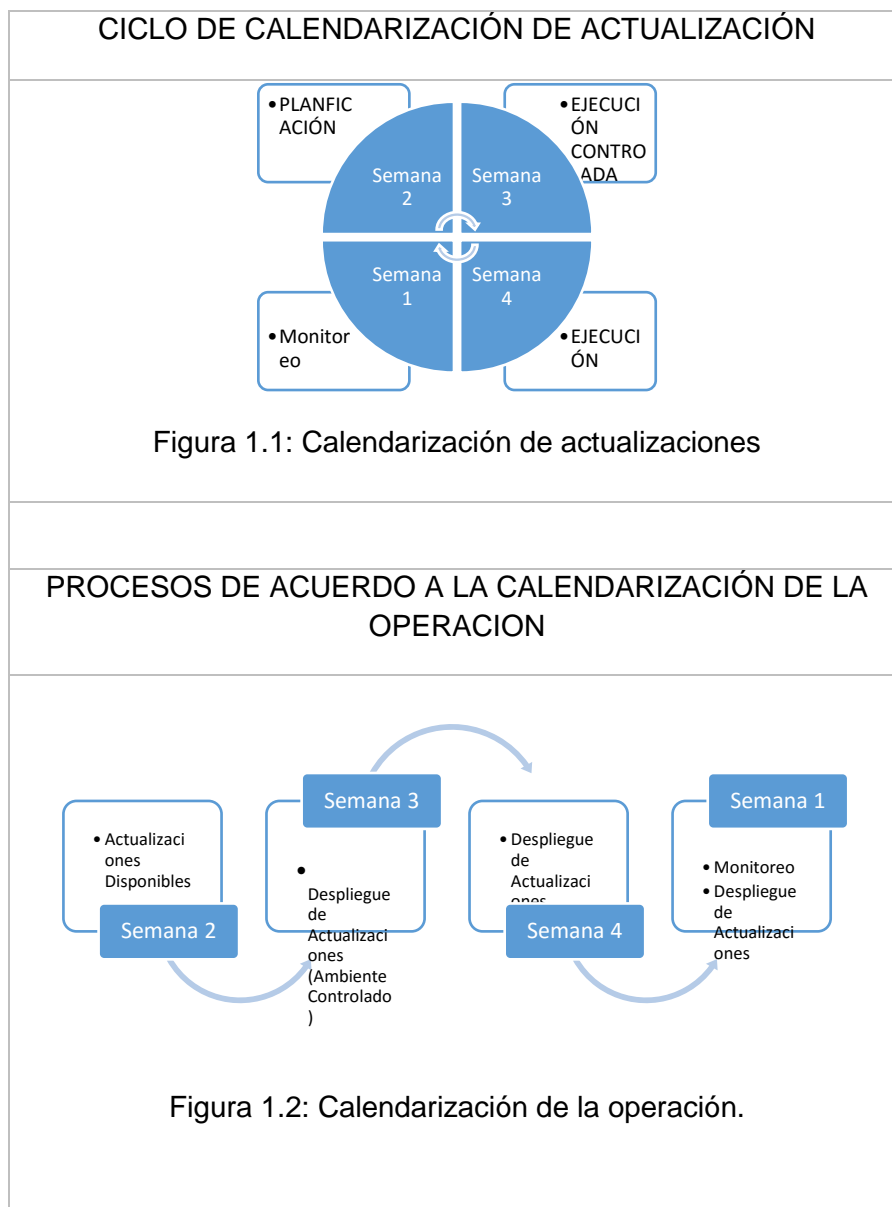 CICLO DE CALENDARIZACIÓN DE ACTUALIZACIÓN
•PLANFIC
ACIÓN
•EJECUCI
ÓN
CONTRO
ADA
Semana
2
Semana
3
Semana
1
Semana
4
•Monitor
eo
•EJECUCI
ÓN
Figura 1.1: Calendarización de actualizaciones
PROCESOS DE ACUERDO A LA CALENDARIZACIÓN DE LA
OPERACION
• Actualizaci
ones
Disponibles
Semana 2
Semana 3
•
Despliegue
de
Actualizaci
ones
(Ambiente
Controlado
)
• Despliegue
de
Actualizaci
ones
Semana 4
Semana 1
• Monitoreo
• Despliegue
de
Actualizaci
ones
Figura 1.2: Calendarización de la operación.